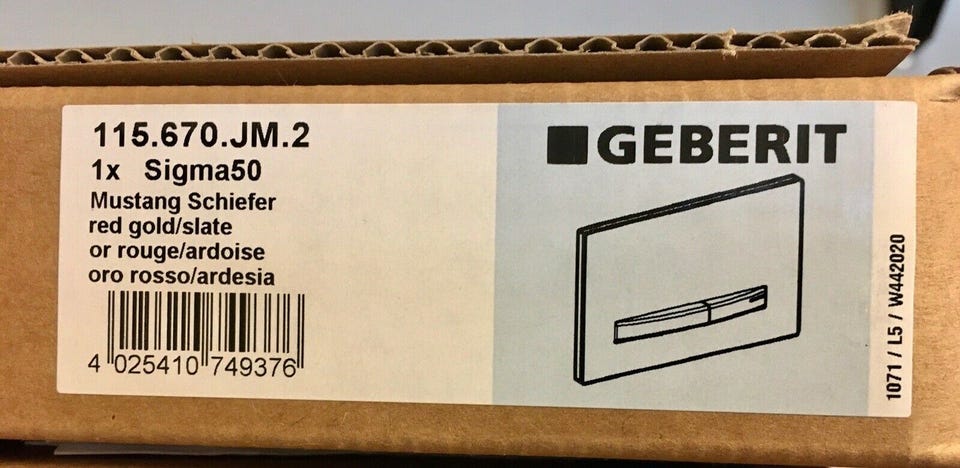 115.670.JM.2
1x Sigma50
Mustang Schiefer
red gold/slate
or rouge/ardoise
oro rosso/ardesia
4 025410 749376
GEBERIT
1071 / L5 / W442020